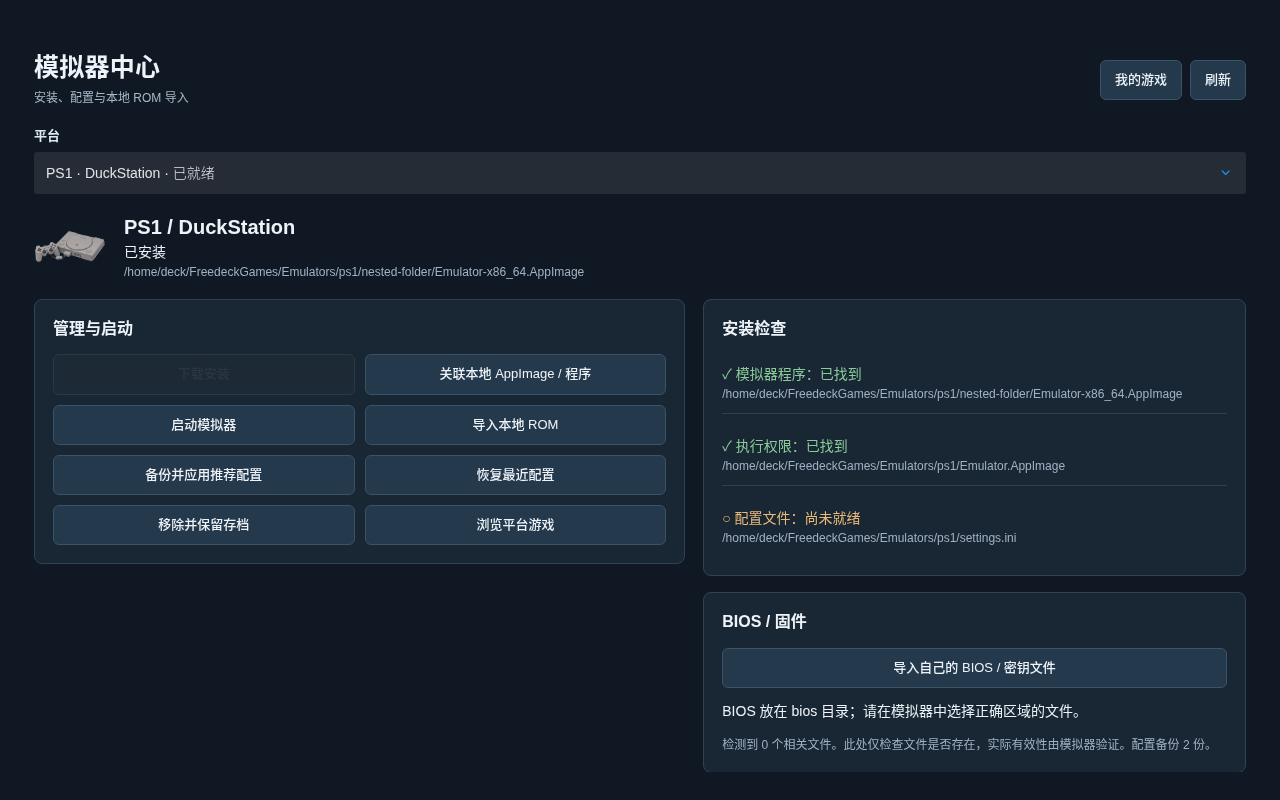 模拟器中心
安装、配置与本地 ROM 导入
我的游戏
刷新
平台
PS1 · DuckStation · 已就绪
PS1 / DuckStation
已安装
/home/deck/FreedeckGames/Emulators/ps1/nested-folder/Emulator-x86_64.AppImage
管理与启动
下载安装
关联本地 AppImage / 程序
启动模拟器
导入本地 ROM
备份并应用推荐配置
恢复最近配置
移除并保留存档
浏览平台游戏
安装检查
✓ 模拟器程序：已找到
/home/deck/FreedeckGames/Emulators/ps1/nested-folder/Emulator-x86_64.AppImage
✓ 执行权限：已找到
/home/deck/FreedeckGames/Emulators/ps1/Emulator.AppImage
○ 配置文件：尚未就绪
/home/deck/FreedeckGames/Emulators/ps1/settings.ini
BIOS / 固件
导入自己的 BIOS / 密钥文件
BIOS 放在 bios 目录；请在模拟器中选择正确区域的文件。
检测到 0 个相关文件。此处仅检查文件是否存在，实际有效性由模拟器验证。配置备份 2 份。